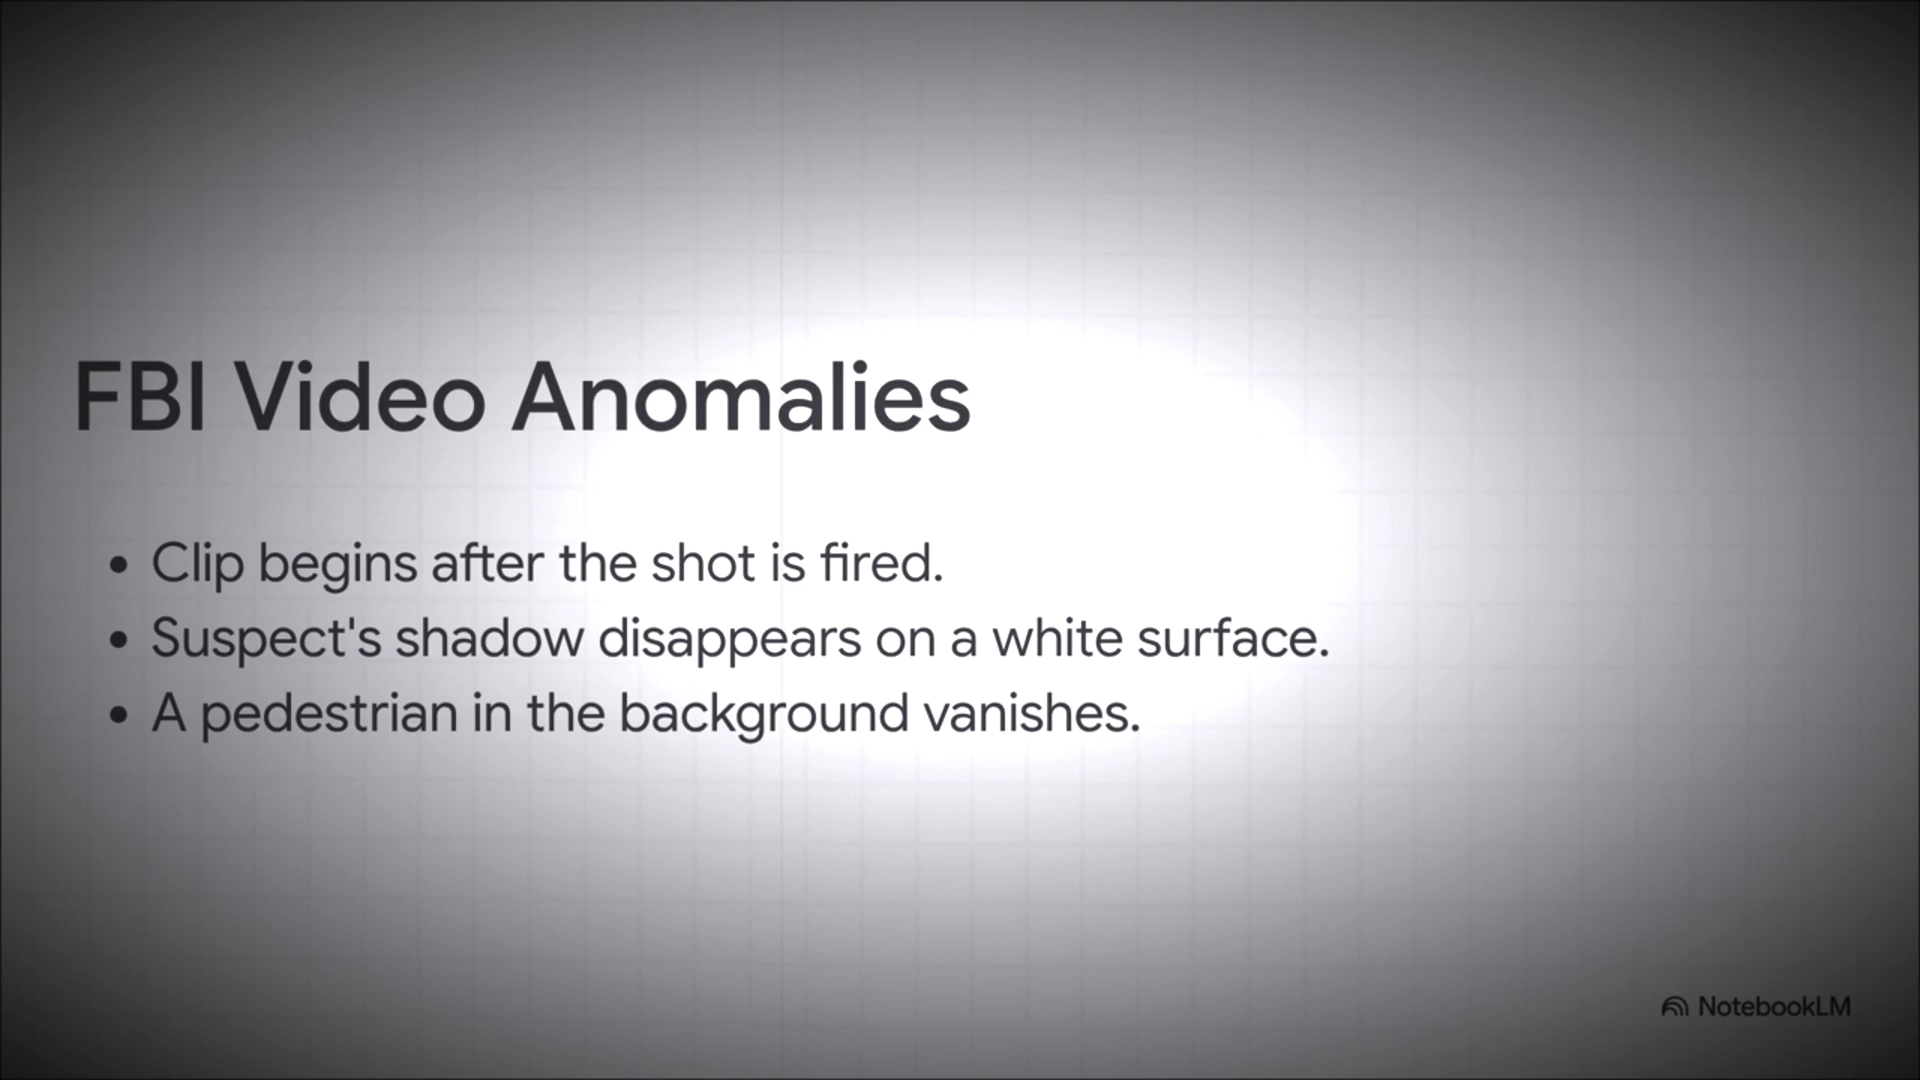 FBI Video Anomalies
• Clip begins after the shot is fired.
• Suspect's shadow disappears on a white surface.
• A pedestrian in the background vanishes.
NotebookLM